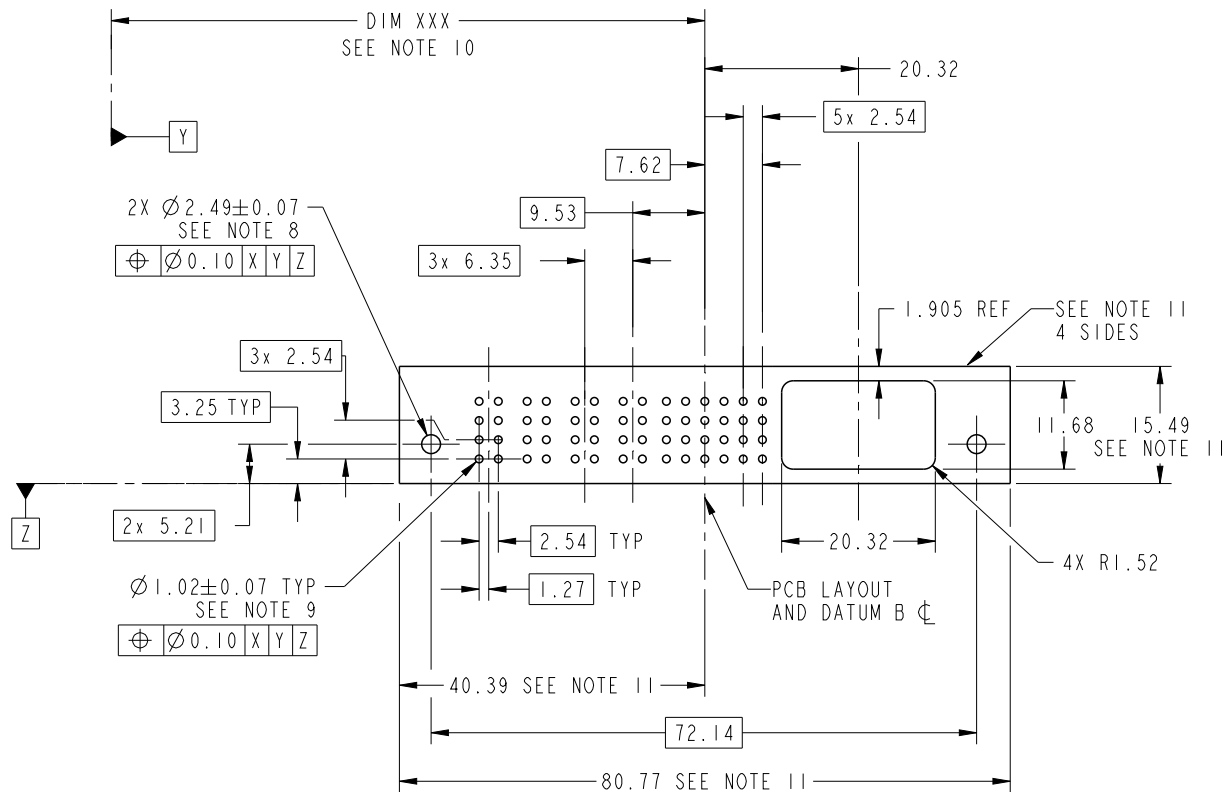 DIM XXX
SEE NOTE 10
20.32
5x 2.54
Y
7.62
2X Ø2.49±0.07
SEE NOTE 8
⌖ Ø0.10 X Y Z
9.53
3x 6.35
1.905 REF
SEE NOTE 11
4 SIDES
3x 2.54
3.25 TYP
11.68
15.49
SEE NOTE 11
Z
2x 5.21
2.54 TYP
20.32
4X R1.52
Ø1.02±0.07 TYP
SEE NOTE 9
⌖ Ø0.10 X Y Z
1.27 TYP
PCB LAYOUT
AND DATUM B ℄
40.39 SEE NOTE 11
72.14
80.77 SEE NOTE 11